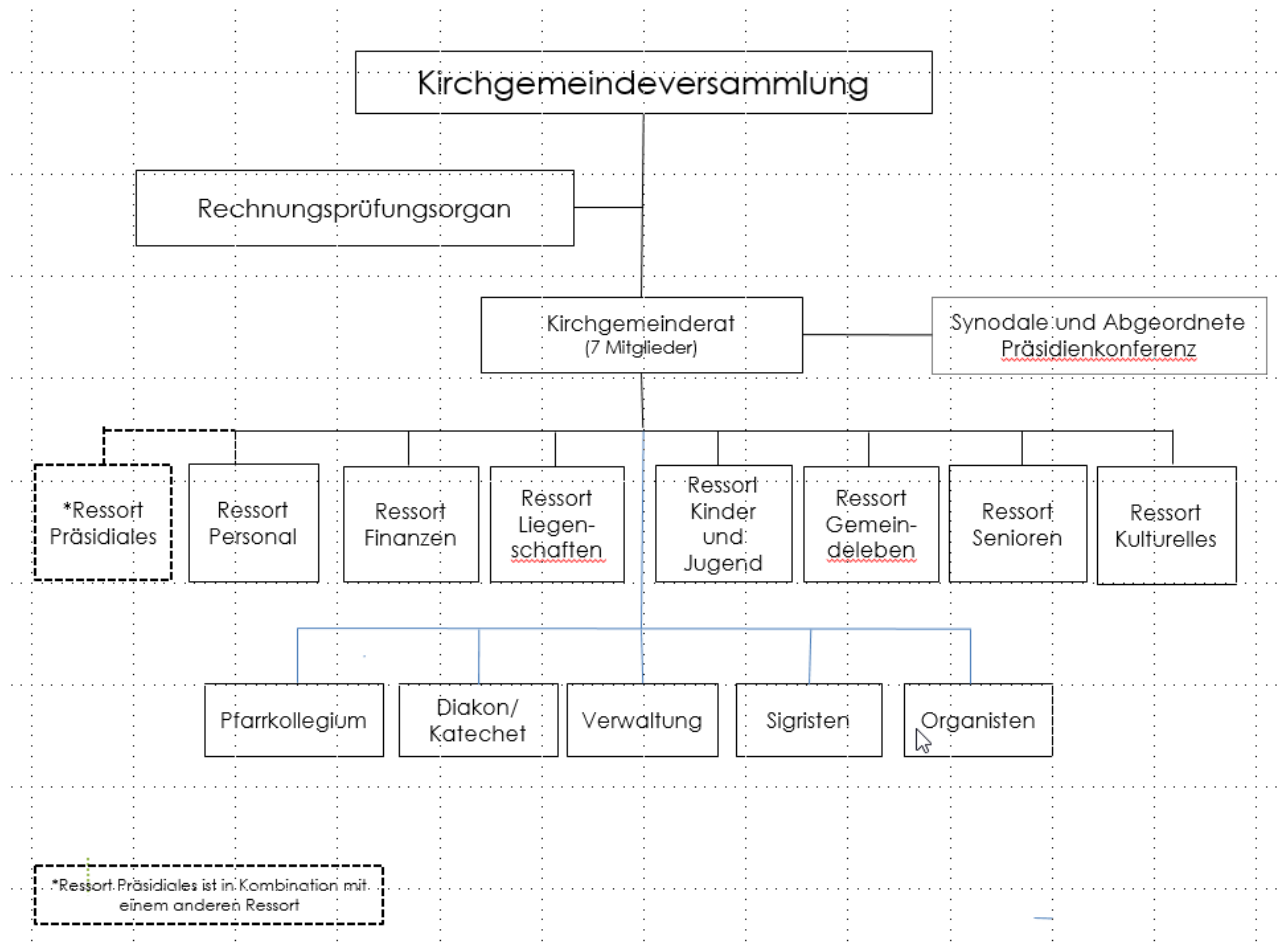 Kirchgemeindeversammlung
Rechnungsprüfungsorgan
Kirchgemeinderat
(7 Mitglieder)
Synodale und Abgeordnete
Präsidienkonferenz
*Ressort
Präsidiales
Ressort
Personal
Ressort
Finanzen
Ressort
Liegen-
schaften
Ressort
Kinder
und
Jugend
Ressort
Gemein-
deleben
Ressort
Senioren
Ressort
Kulturelles
Pfarrkollegium
Diakon/
Katechet
Verwaltung
Sigristen
Organisten
*Ressort Präsidiales ist in Kombination mit
einem anderen Ressort